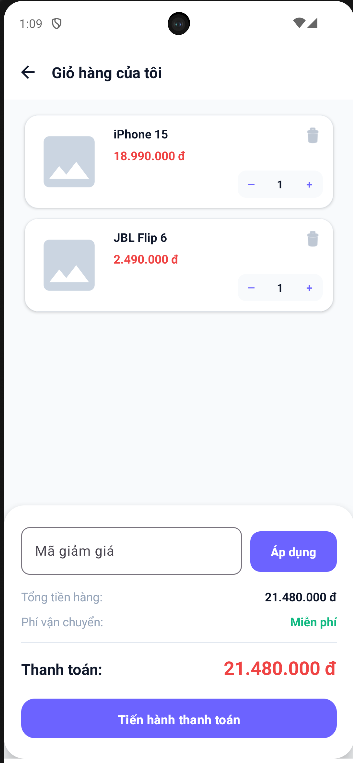 1:09
Giỏ hàng của tôi
iPhone 15
18.990.000 đ
− 1 +
JBL Flip 6
2.490.000 đ
− 1 +
Mã giảm giá
Áp dụng
Tổng tiền hàng: 21.480.000 đ
Phí vận chuyển: Miễn phí
Thanh toán: 21.480.000 đ
Tiến hành thanh toán